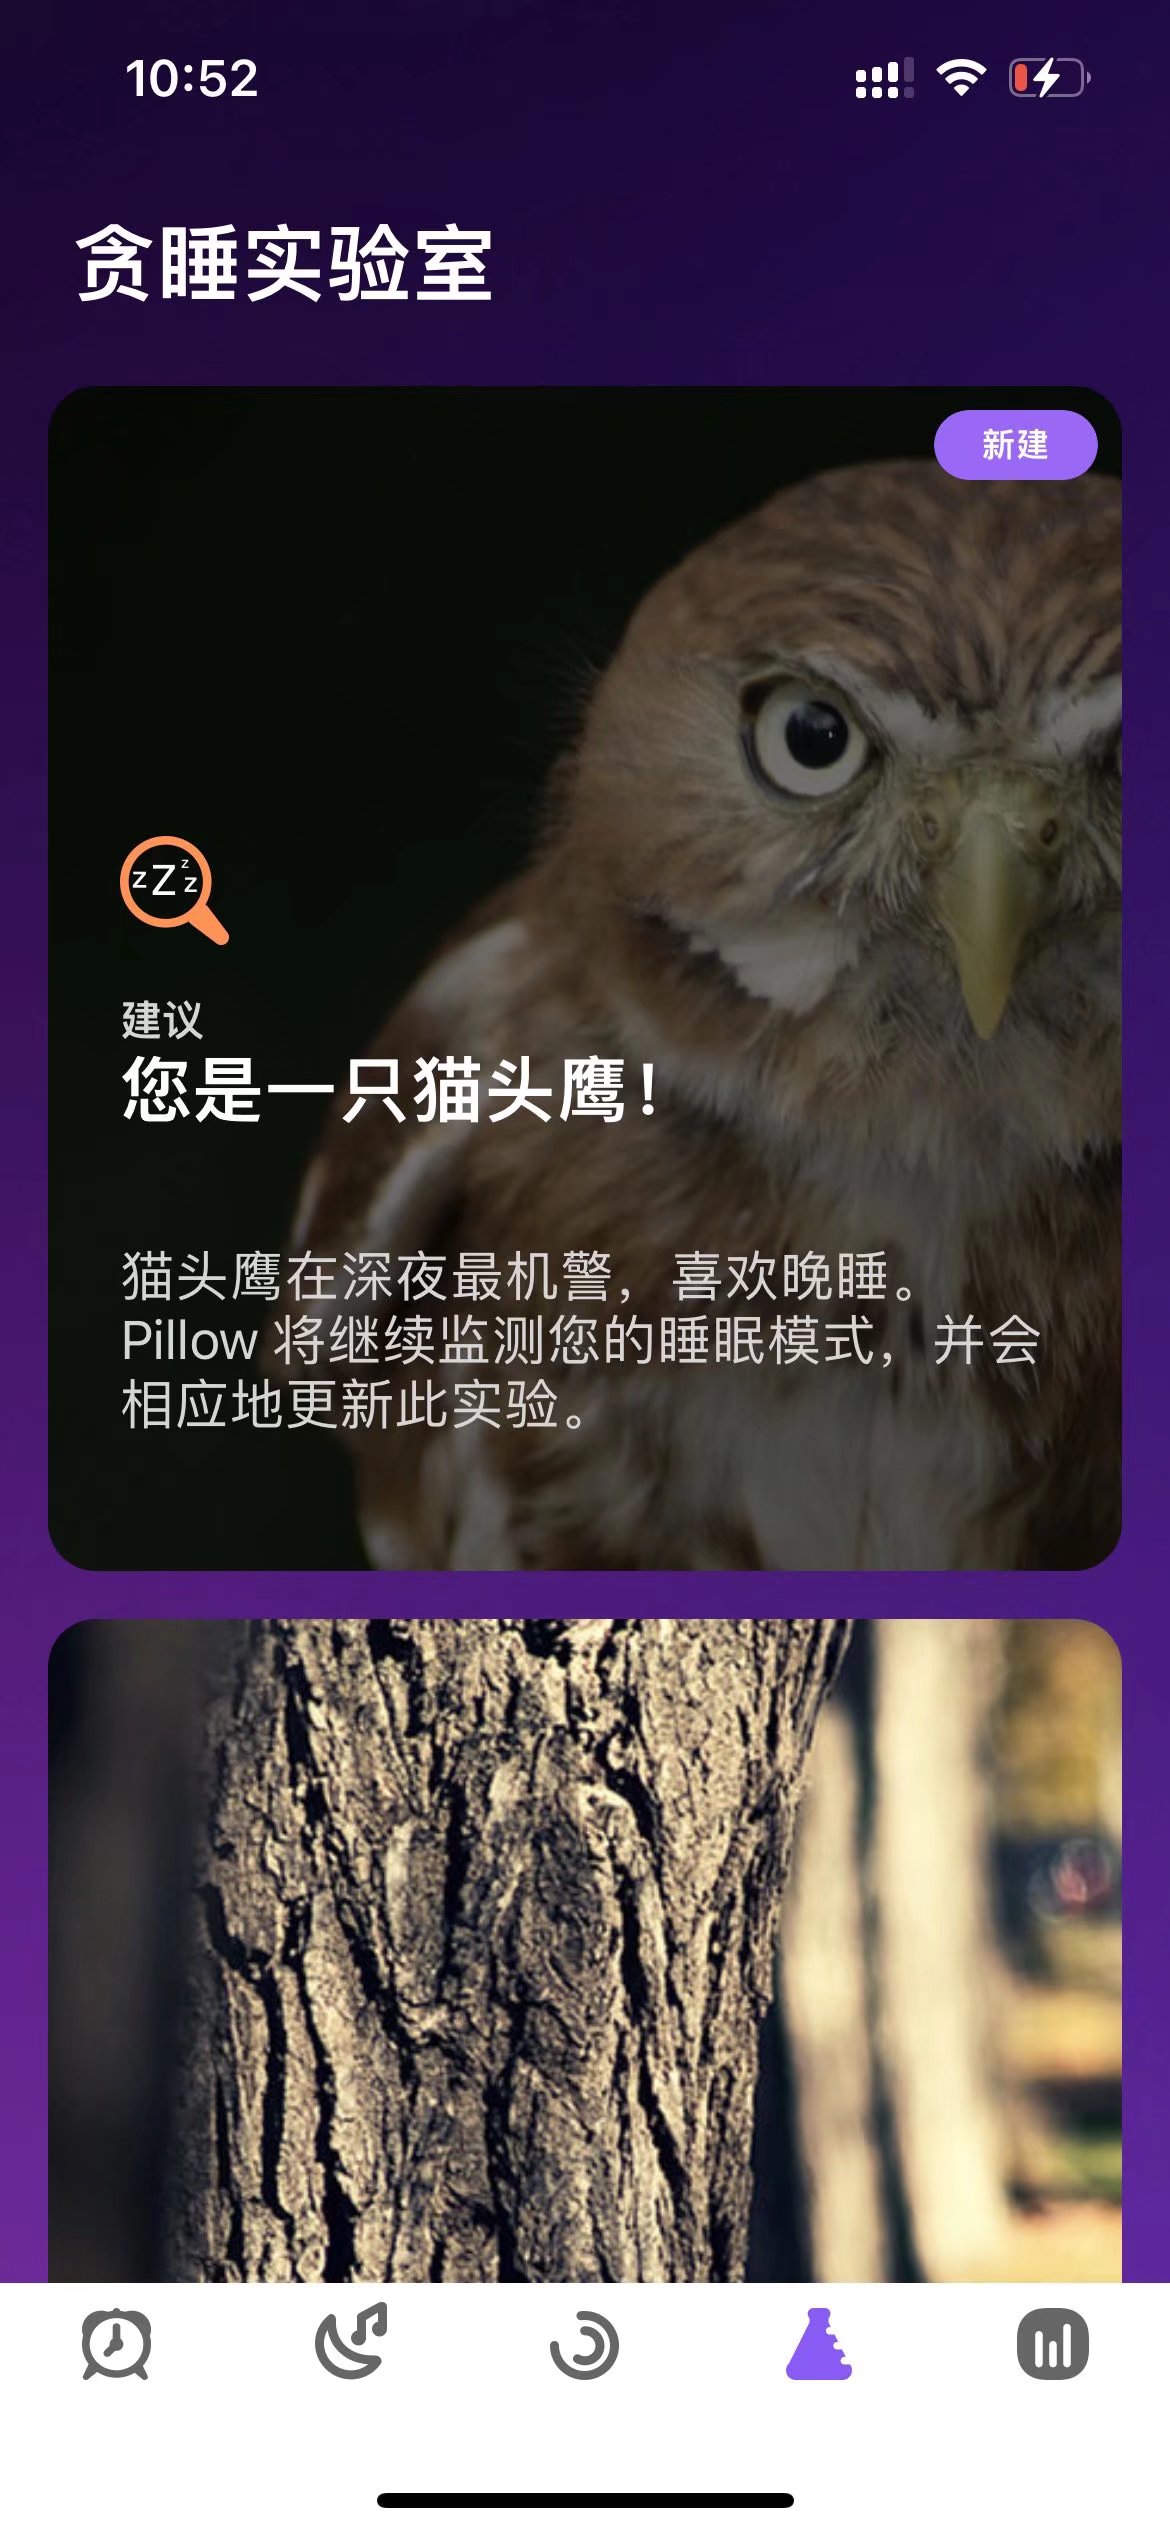 10:52
贪睡实验室
新建
zZzz
建议
您是一只猫头鹰！
猫头鹰在深夜最机警，喜欢晚睡。
Pillow 将继续监测您的睡眠模式，并会
相应地更新此实验。